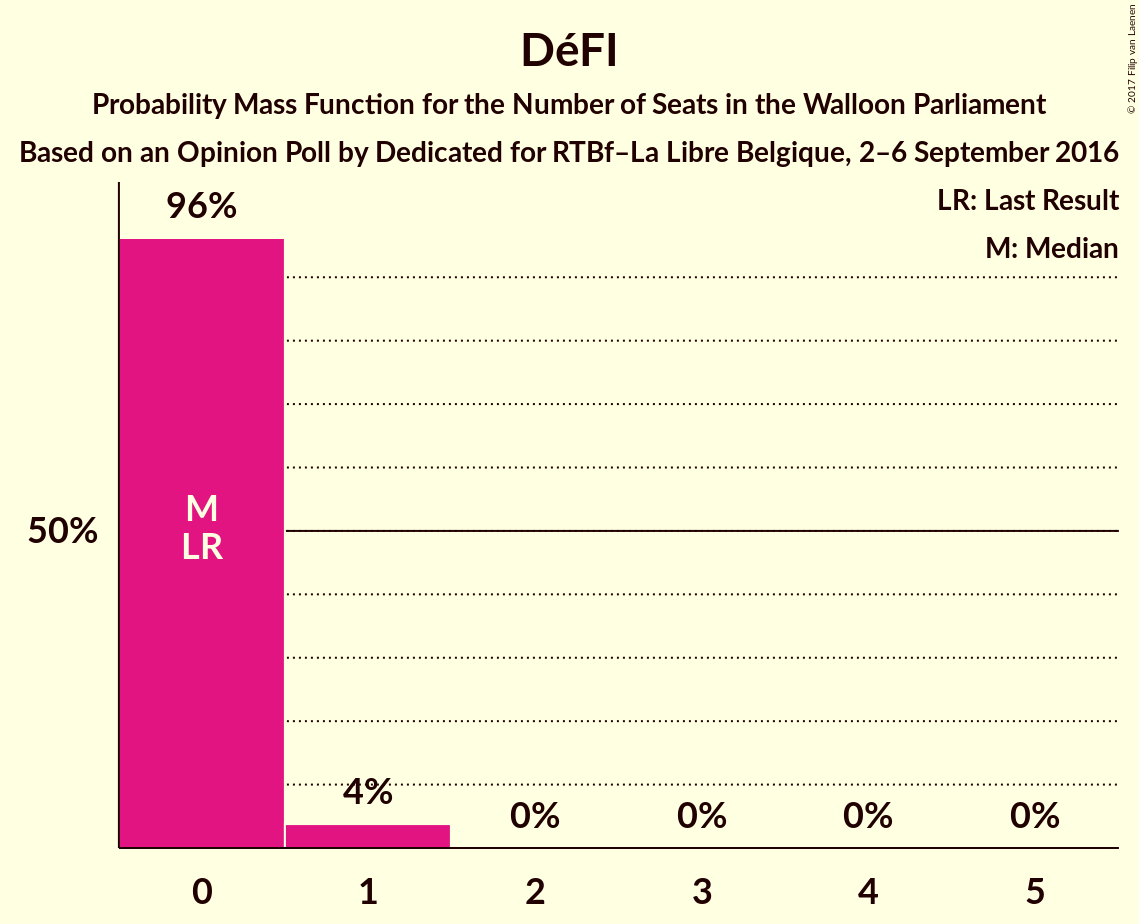 DéFI
Probability Mass Function for the Number of Seats in the Walloon Parliament
Based on an Opinion Poll by Dedicated for RTBf–La Libre Belgique, 2–6 September 2016
© 2017 Filip van Laenen
LR: Last Result
M: Median
96%
M
LR
50%
4%
0%
0%
0%
0%
0
1
2
3
4
5